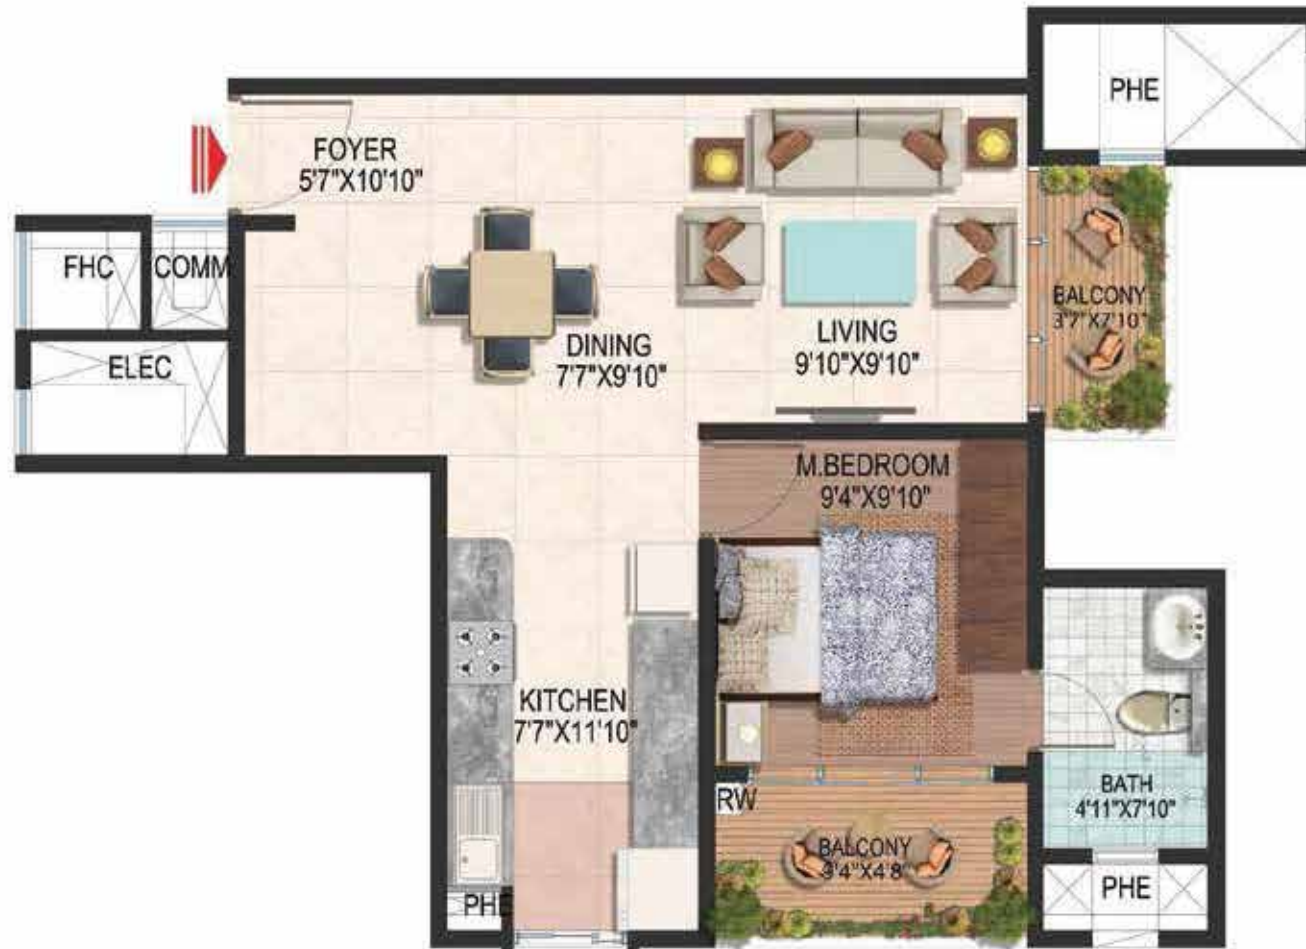 PHE
FOYER
5'7"X10'10"
FHC
COMM
BALCONY
3'7"X7'10"
ELEC
DINING
7'7"X9'10"
LIVING
9'10"X9'10"
M.BEDROOM
9'4"X9'10"
KITCHEN
7'7"X11'10"
RW
BATH
4'11"X7'10"
BALCONY
9'4"X4'8"
PHE
PHE